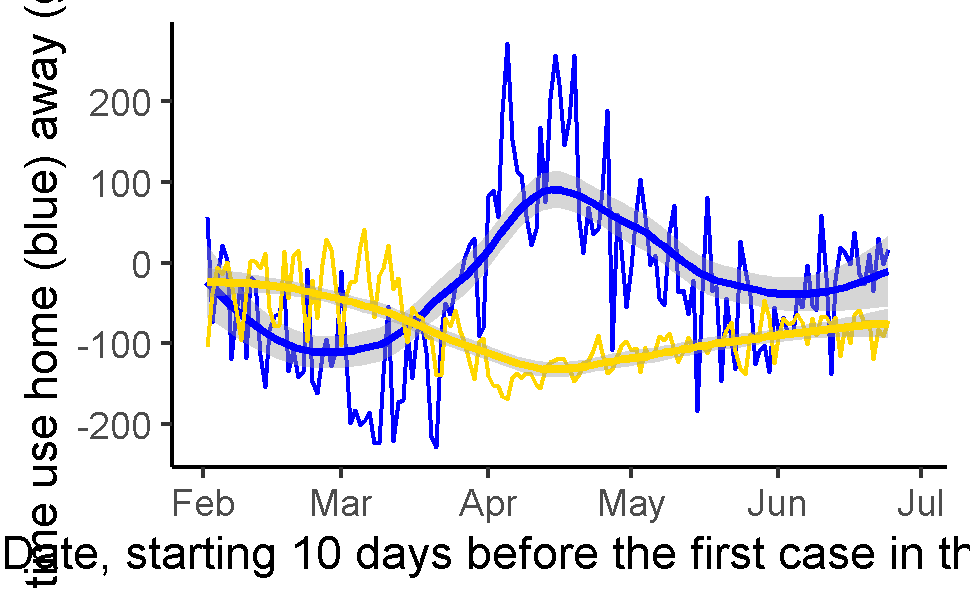 time use home (blue) away (
200
100
0
-100
-200
Feb Mar Apr May Jun Jul
Date, starting 10 days before the first case in th